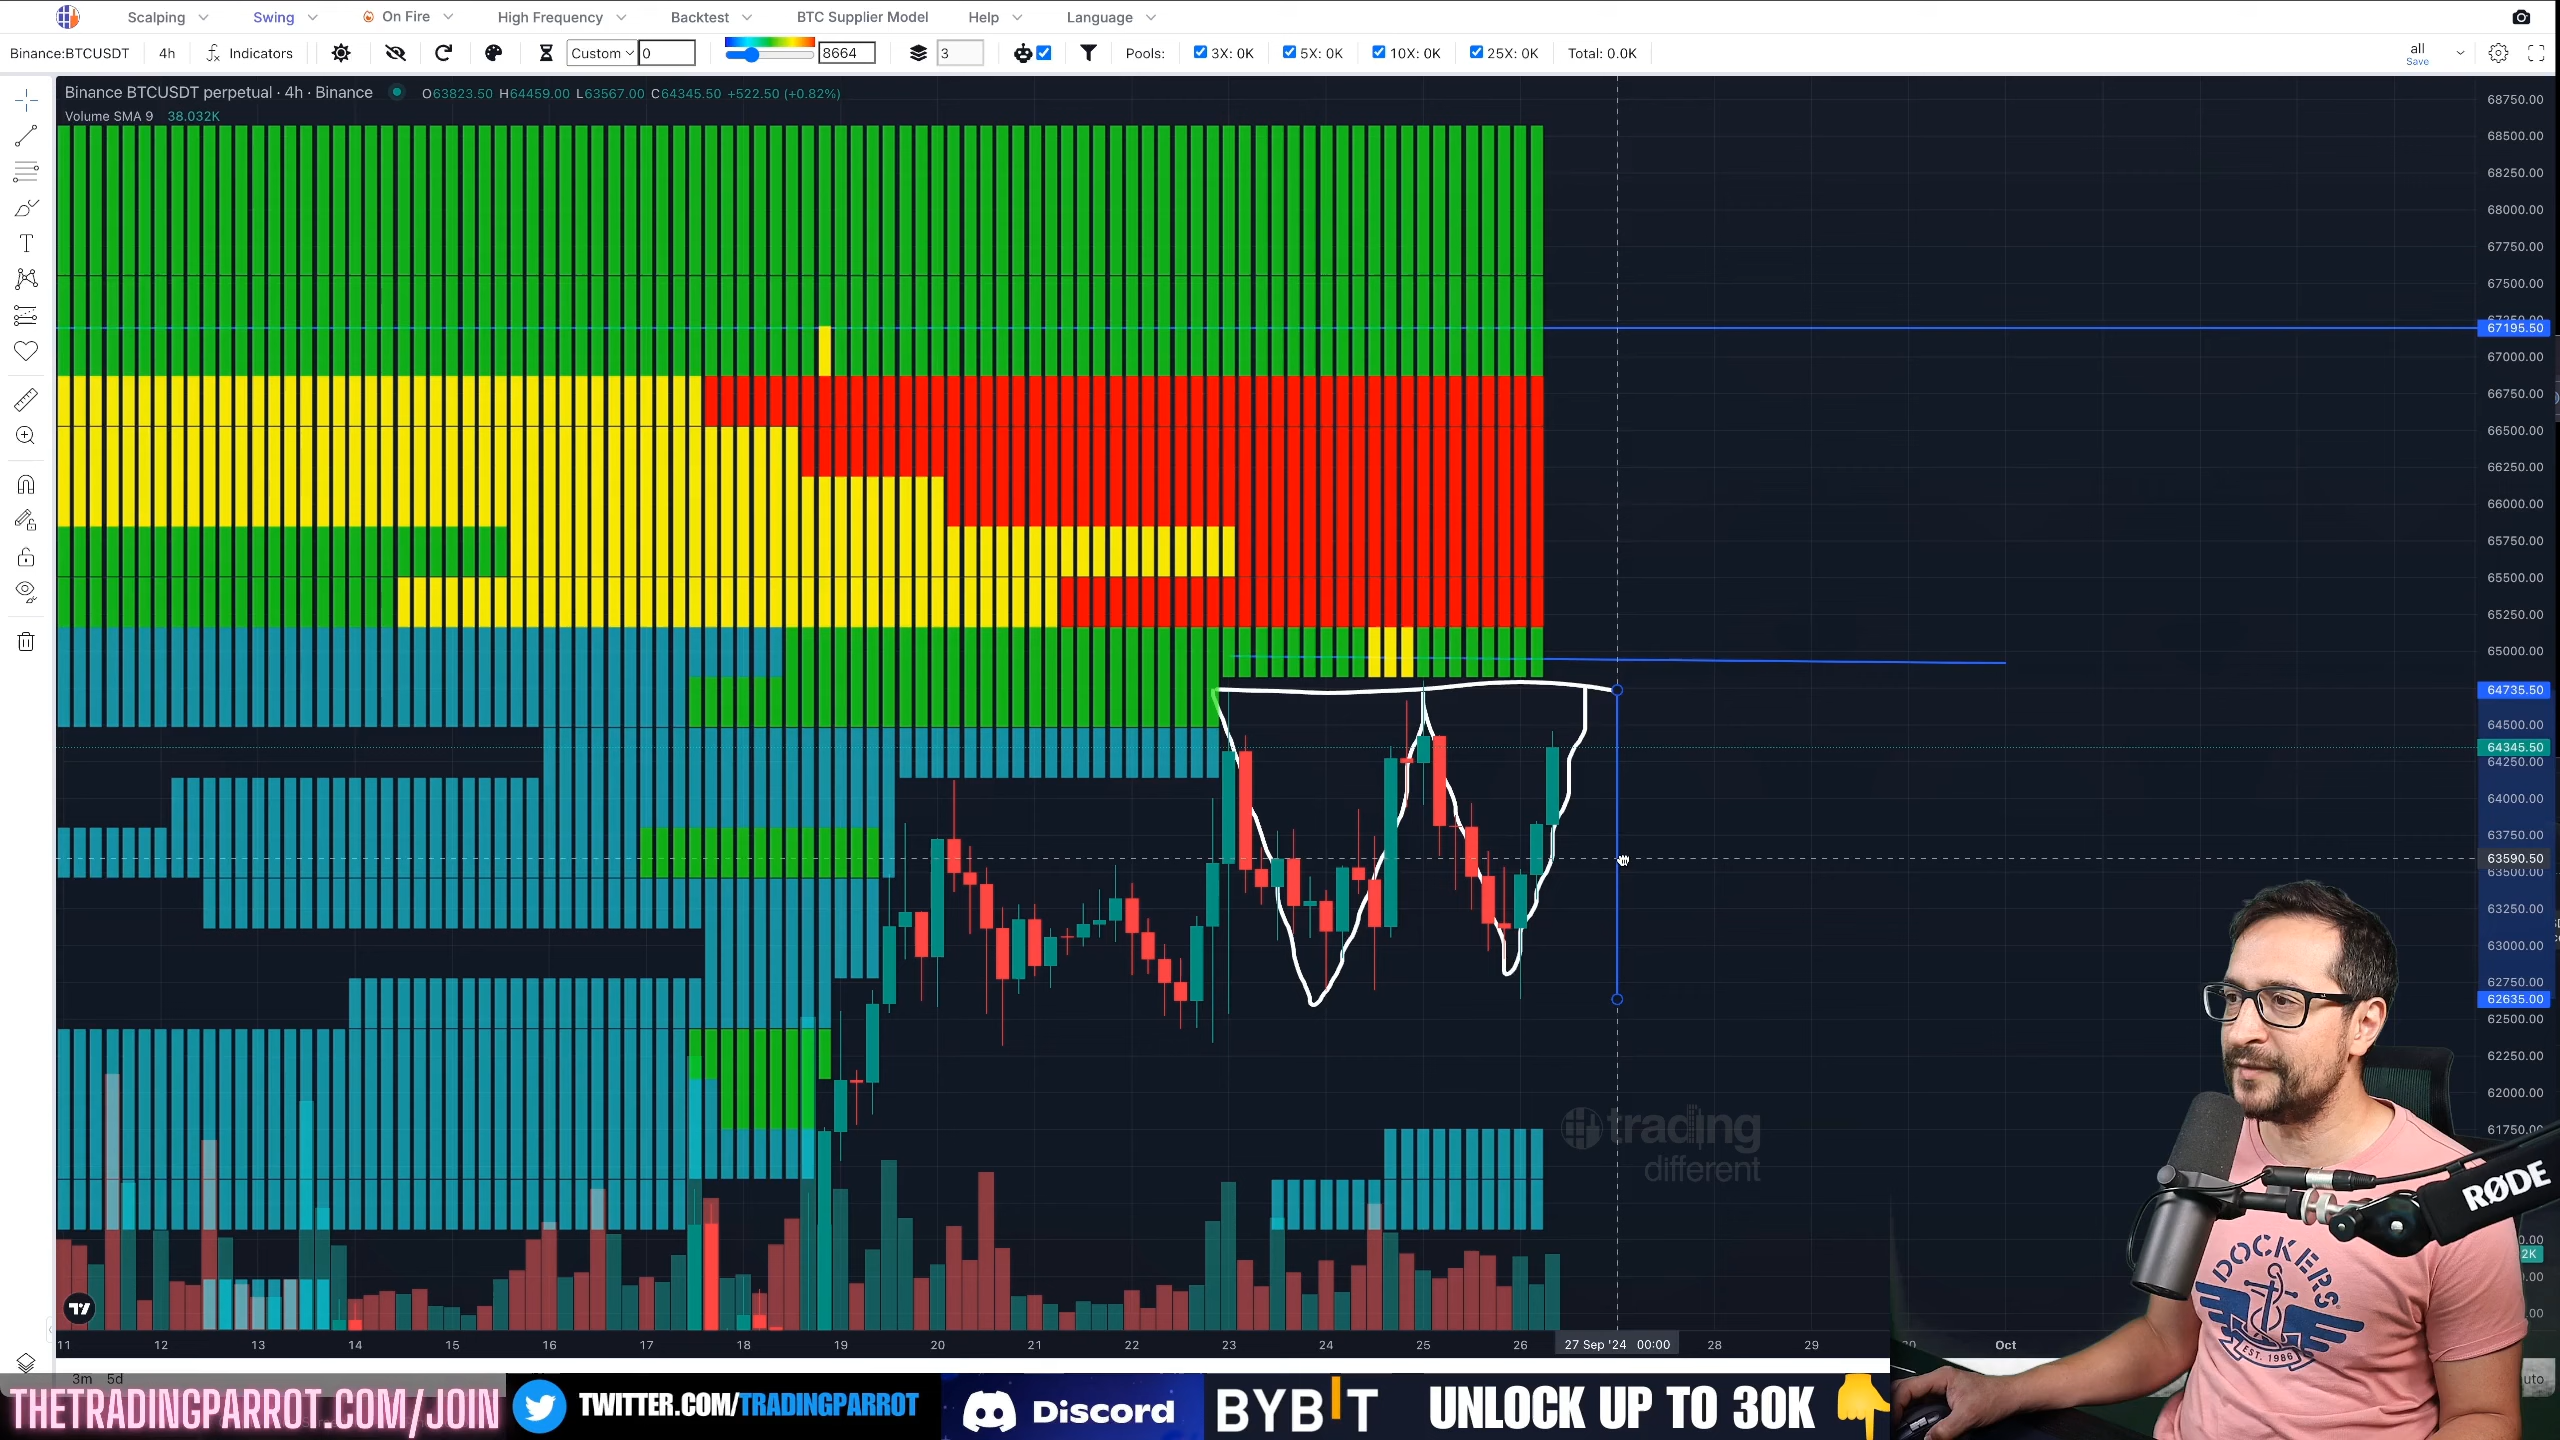 Scalping Swing On Fire High Frequency Backtest BTC Supplier Model Help Language
Binance:BTCUSDT 4h Indicators Custom 0 8664 3 Pools: 3X: 0K 5X: 0K 10X: 0K 25X: 0K Total: 0.0K all
Save
Binance BTCUSDT perpetual · 4h · Binance O63823.50 H64459.00 L63567.00 C64345.50 +522.50 (+0.82%)
Volume SMA 9 38.032K
68750.00
68500.00
68250.00
68000.00
67750.00
67500.00
67195.50
67000.00
66750.00
66500.00
66250.00
66000.00
65750.00
65500.00
65250.00
65000.00
64735.50
64500.00
64345.50
64250.00
64000.00
63750.00
63590.50
63500.00
63250.00
63000.00
62750.00
62635.00
62500.00
62250.00
62000.00
61750.00
trading
different
RØDE
DOCKERS
EST. 1986
11 12 13 14 15 16 17 18 19 20 21 22 23 24 25 26 27 Sep '24 00:00 28 29 Oct
3m 5d
THETRADINGPARROT.COM/JOIN TWITTER.COM/TRADINGPARROT Discord BYBIT UNLOCK UP TO 30K